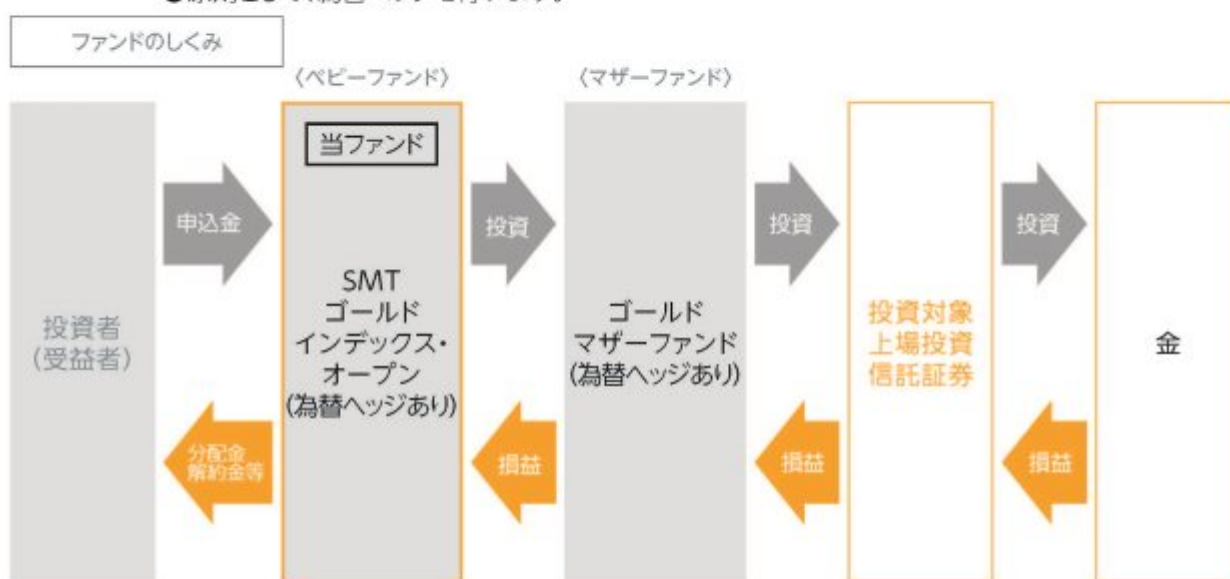 ファンドのしくみ
〈ベビーファンド〉
〈マザーファンド〉
投資者
(受益者)
申込金
分配金
解約金等
当ファンド
SMT
ゴールド
インデックス・
オープン
(為替ヘッジあり)
投資
損益
ゴールド
マザーファンド
(為替ヘッジあり)
投資
損益
投資対象
上場投資
信託証券
投資
損益
金